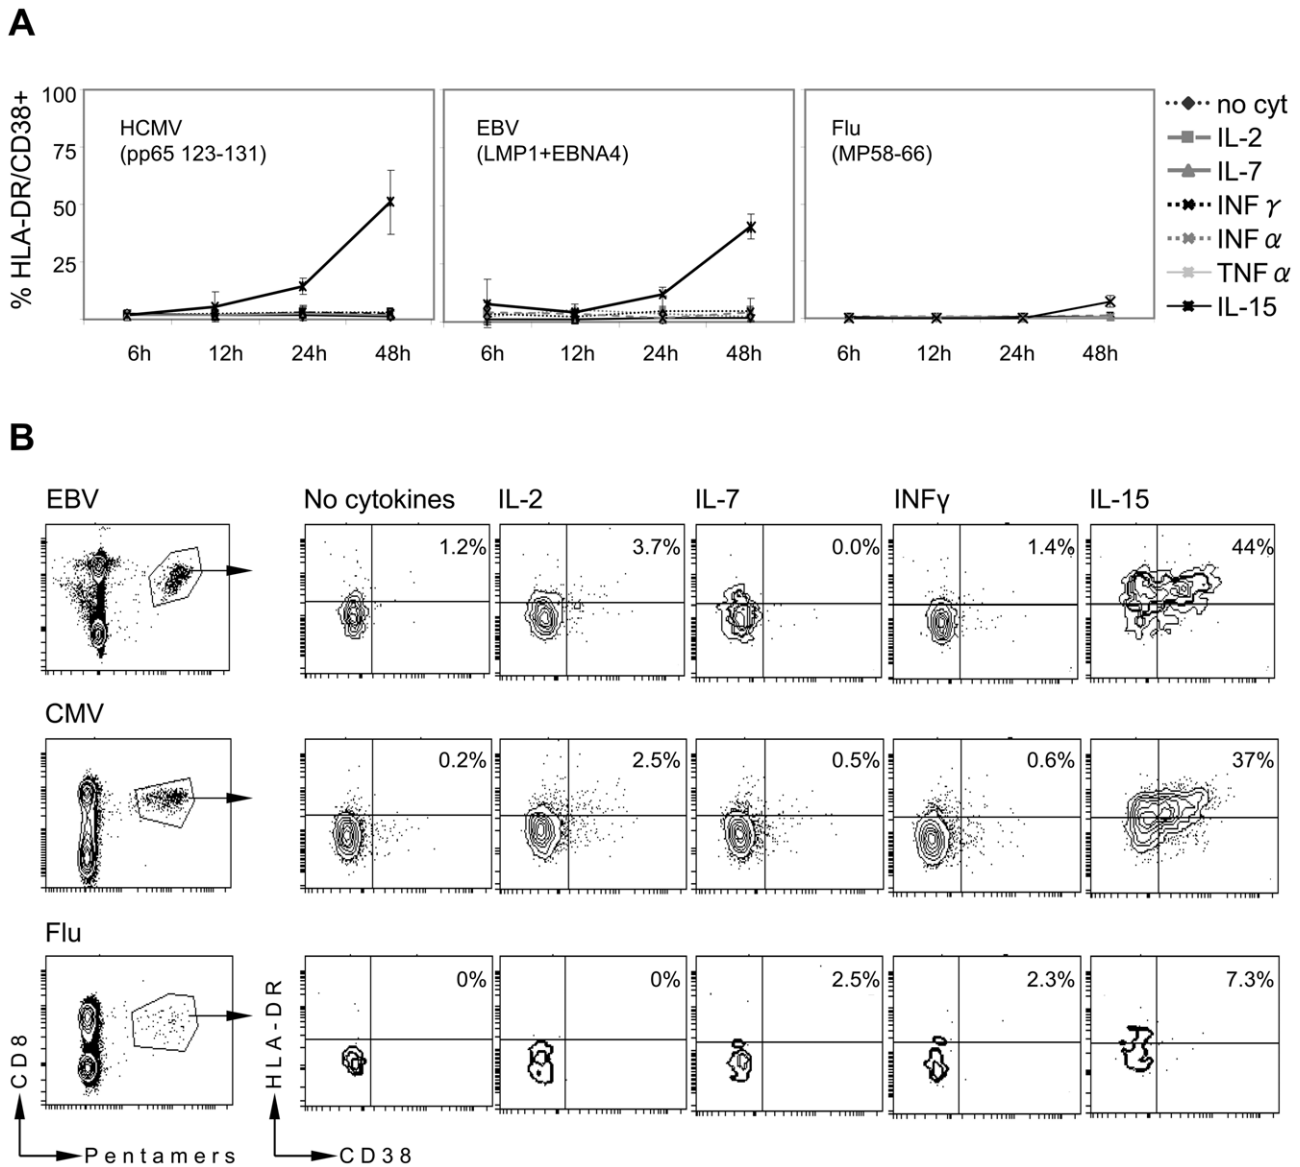 A
% HLA-DR/CD38+
100
75
50
25
HCMV
(pp65 123-131)
6h 12h 24h 48h
EBV
(LMP1+EBNA4)
6h 12h 24h 48h
Flu
(MP58-66)
6h 12h 24h 48h
no cyt
IL-2
IL-7
INF γ
INF α
TNF α
IL-15
B
EBV No cytokines IL-2 IL-7 INFγ IL-15
1.2% 3.7% 0.0% 1.4% 44%
CMV
0.2% 2.5% 0.5% 0.6% 37%
Flu
0% 0% 2.5% 2.3% 7.3%
CD8
Pentamers
HLA-DR
CD38